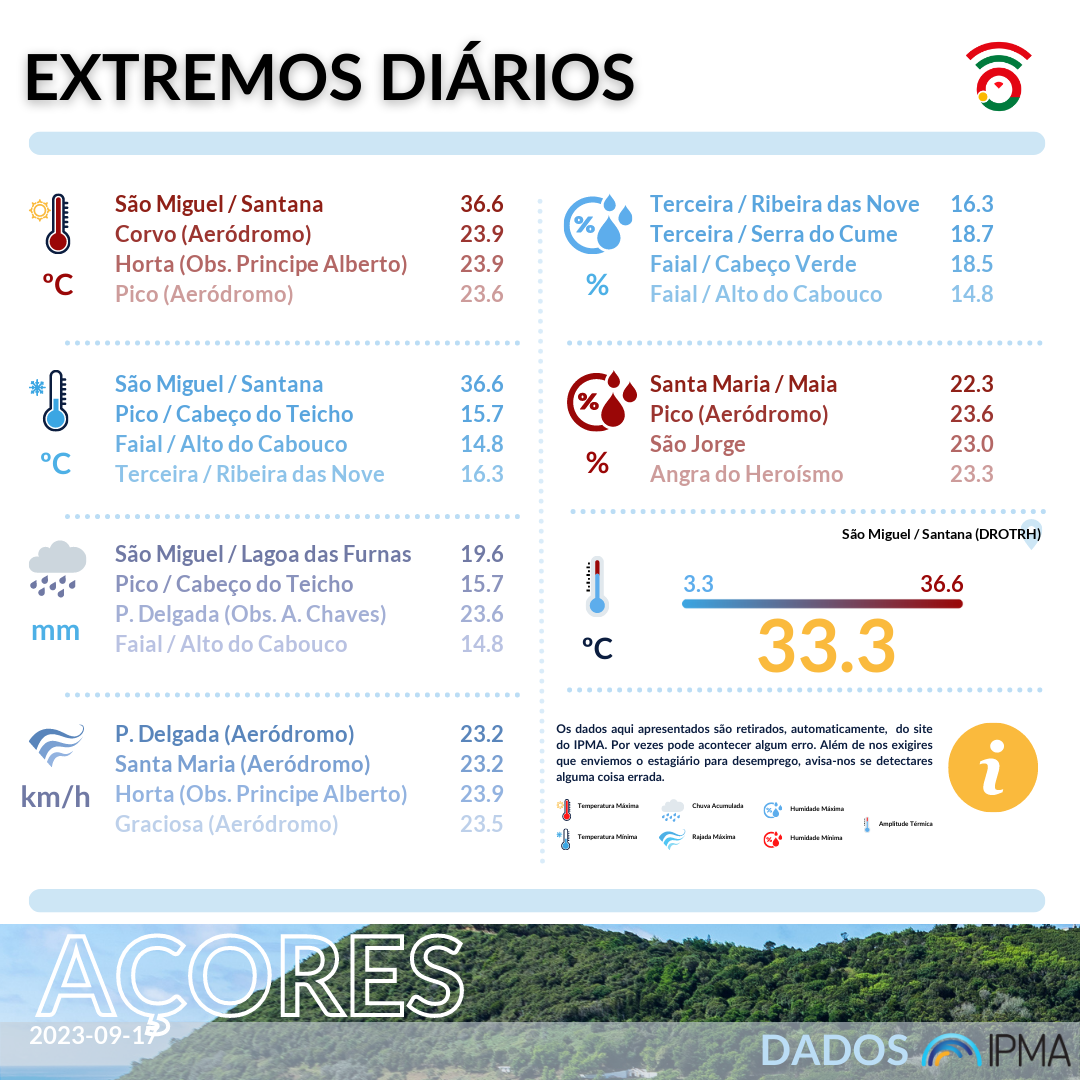 EXTREMOS DIÁRIOS
São Miguel / Santana 36.6
Corvo (Aeródromo) 23.9
Horta (Obs. Principe Alberto) 23.9
Pico (Aeródromo) 23.6
ºC
São Miguel / Santana 36.6
Pico / Cabeço do Teicho 15.7
Faial / Alto do Cabouco 14.8
Terceira / Ribeira das Nove 16.3
ºC
São Miguel / Lagoa das Furnas 19.6
Pico / Cabeço do Teicho 15.7
P. Delgada (Obs. A. Chaves) 23.6
Faial / Alto do Cabouco 14.8
mm
P. Delgada (Aeródromo) 23.2
Santa Maria (Aeródromo) 23.2
Horta (Obs. Principe Alberto) 23.9
Graciosa (Aeródromo) 23.5
km/h
Terceira / Ribeira das Nove 16.3
Terceira / Serra do Cume 18.7
Faial / Cabeço Verde 18.5
Faial / Alto do Cabouco 14.8
%
%
Santa Maria / Maia 22.3
Pico (Aeródromo) 23.6
São Jorge 23.0
Angra do Heroísmo 23.3
%
%
São Miguel / Santana (DROTRH)
3.3 36.6
33.3
ºC
Os dados aqui apresentados são retirados, automaticamente, do site
do IPMA. Por vezes pode acontecer algum erro. Além de nos exigires
que enviemos o estagiário para desemprego, avisa-nos se detectares
alguma coisa errada.
Temperatura Máxima Chuva Acumulada Humidade Máxima
Amplitude Térmica
Temperatura Mínima Rajada Máxima Humidade Mínima
AÇORES
2023-09-17
DADOS IPMA